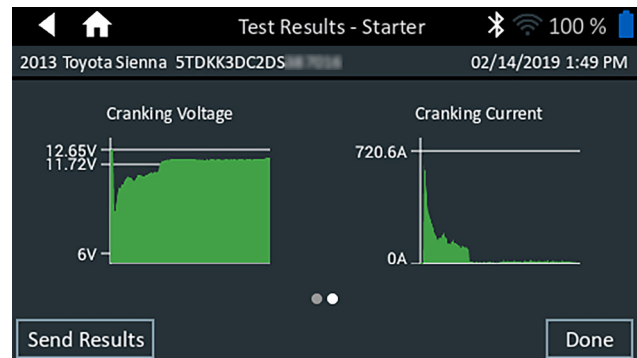 Test Results - Starter 100 %
2013 Toyota Sienna 5TDKK3DC2DS 02/14/2019 1:49 PM
Cranking Voltage
12.65V
11.72V
6V
Cranking Current
720.6A
0A
Send Results
Done